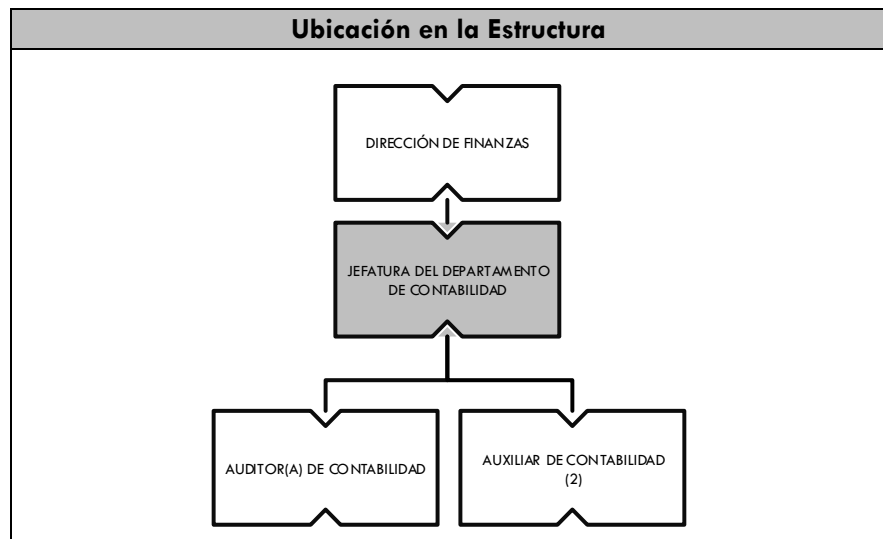 Ubicación en la Estructura
DIRECCIÓN DE FINANZAS
JEFATURA DEL DEPARTAMENTO
DE CONTABILIDAD
AUDITOR(A) DE CONTABILIDAD
AUXILIAR DE CONTABILIDAD
(2)